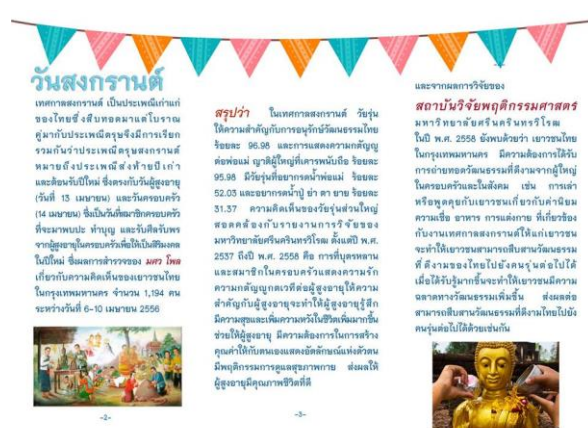 วันสงกรานต์
เทศกาลสงกรานต์ เป็นประเพณีเก่าแก่
ของไทยซึ่งสืบทอดมาแต่โบราณ
คู่มากับประเพณีตรุษจึงมีการเรียก
รวมกันว่าประเพณีตรุษสงกรานต์
หมายถึงประเพณีส่งท้ายปีเก่า
และต้อนรับปีใหม่ ซึ่งตรงกับวันผู้สูงอายุ
(วันที่ 13 เมษายน) และวันครอบครัว
(14 เมษายน) ซึ่งเป็นวันที่สมาชิกครอบครัว
ที่จะมาพบปะ ทำบุญ และรับศีลรับพร
จากผู้สูงอายุในครอบครัวเพื่อให้เป็นสิริมงคล
ในปีใหม่ ซึ่งผลการสำรวจของ มศว โพล
เกี่ยวกับความคิดเห็นของเยาวชนไทย
ในกรุงเทพมหานคร จำนวน 1,194 คน
ระหว่างวันที่ 6-10 เมษายน 2556
-2-
สรุปว่า ในเทศกาลสงกรานต์ วัยรุ่น
ให้ความสำคัญกับการอนุรักษ์วัฒนธรรมไทย
ร้อยละ 96.98 และการแสดงความกตัญญู
ต่อพ่อแม่ ญาติผู้ใหญ่ที่เคารพนับถือ ร้อยละ
95.98 มีวัยรุ่นที่อยากรดน้ำพ่อแม่ ร้อยละ
52.03 และอยากรดน้ำปู่ ย่า ตา ยาย ร้อยละ
31.37 ความคิดเห็นของวัยรุ่นส่วนใหญ่
สอดคล้องกับรายงานการวิจัยของ
มหาวิทยาลัยศรีนครินทรวิโรฒ ตั้งแต่ปี พ.ศ.
2537 ถึงปี พ.ศ. 2558 คือ การที่บุตรหลาน
และสมาชิกในครอบครัวแสดงความรัก
ความกตัญญูกตเวทีต่อผู้สูงอายุให้ความ
สำคัญกับผู้สูงอายุจะทำให้ผู้สูงอายุรู้สึก
มีความสุขและเพิ่มความหวังในชีวิตเพิ่มมากขึ้น
ช่วยให้ผู้สูงอายุ มีความต้องการในการสร้าง
คุณค่าให้กับตนเองแสดงอัตลักษณ์แห่งตัวตน
มีพฤติกรรมการดูแลสุขภาพกาย ส่งผลให้
ผู้สูงอายุมีคุณภาพชีวิตที่ดี
-3-
และจากผลการวิจัยของ
สถาบันวิจัยพฤติกรรมศาสตร์
มหาวิทยาลัยศรีนครินทรวิโรฒ
ในปี พ.ศ. 2558 ยังพบด้วยว่า เยาวชนไทย
ในกรุงเทพมหานคร มีความต้องการได้รับ
การถ่ายทอดวัฒนธรรมที่ดีงามจากผู้ใหญ่
ในครอบครัวและในสังคม เช่น การเล่า
หรือพูดคุยกับเยาวชนเกี่ยวกับค่านิยม
ความเชื่อ อาหาร การแต่งกาย ที่เกี่ยวข้อง
กับงานเทศกาลสงกรานต์ให้แก่เยาวชน
จะทำให้เยาวชนสามารถสืบสานวัฒนธรรม
ที่ดีงามของไทยไปยังคนรุ่นต่อไปได้
เมื่อได้รับรู้มากขึ้นจะทำให้เยาวชนมีความ
ฉลาดทางวัฒนธรรมเพิ่มขึ้น ส่งผลต่อ
สามารถสืบสานวัฒนธรรมที่ดีงามไทยไปยัง
คนรุ่นต่อไปได้ด้วยเช่นกัน